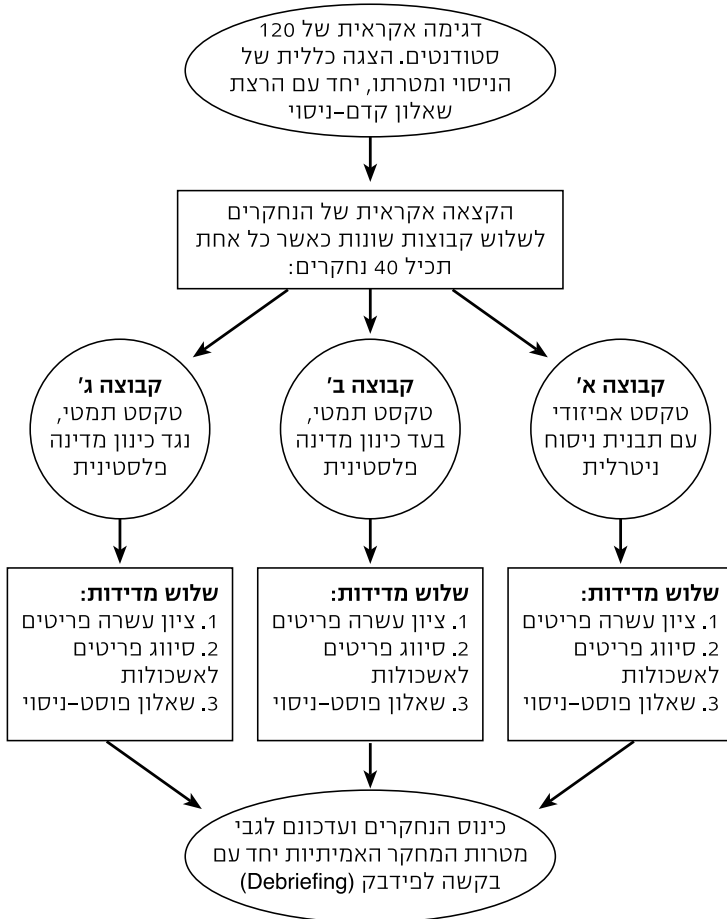 דגימה אקראית של 120
סטודנטים. הצגה כללית של
הניסוי ומטרתו, יחד עם הרצת
שאלון קדם–ניסוי
הקצאה אקראית של הנחקרים
לשלוש קבוצות שונות כאשר כל אחת
תכיל 40 נחקרים:
קבוצה א'
טקסט אפיזודי
עם תבנית ניסוח
ניטרלית
קבוצה ב'
טקסט תמטי,
בעד כינון מדינה
פלסטינית
קבוצה ג'
טקסט תמטי,
נגד כינון מדינה
פלסטינית
שלוש מדידות:
1. ציון עשרה פריטים
2. סיווג פריטים
לאשכולות
3. שאלון פוסט–ניסוי
שלוש מדידות:
1. ציון עשרה פריטים
2. סיווג פריטים
לאשכולות
3. שאלון פוסט–ניסוי
שלוש מדידות:
1. ציון עשרה פריטים
2. סיווג פריטים
לאשכולות
3. שאלון פוסט–ניסוי
כינוס הנחקרים ועדכונם לגבי
מטרות המחקר האמיתיות יחד עם
בקשה לפידבק (Debriefing)